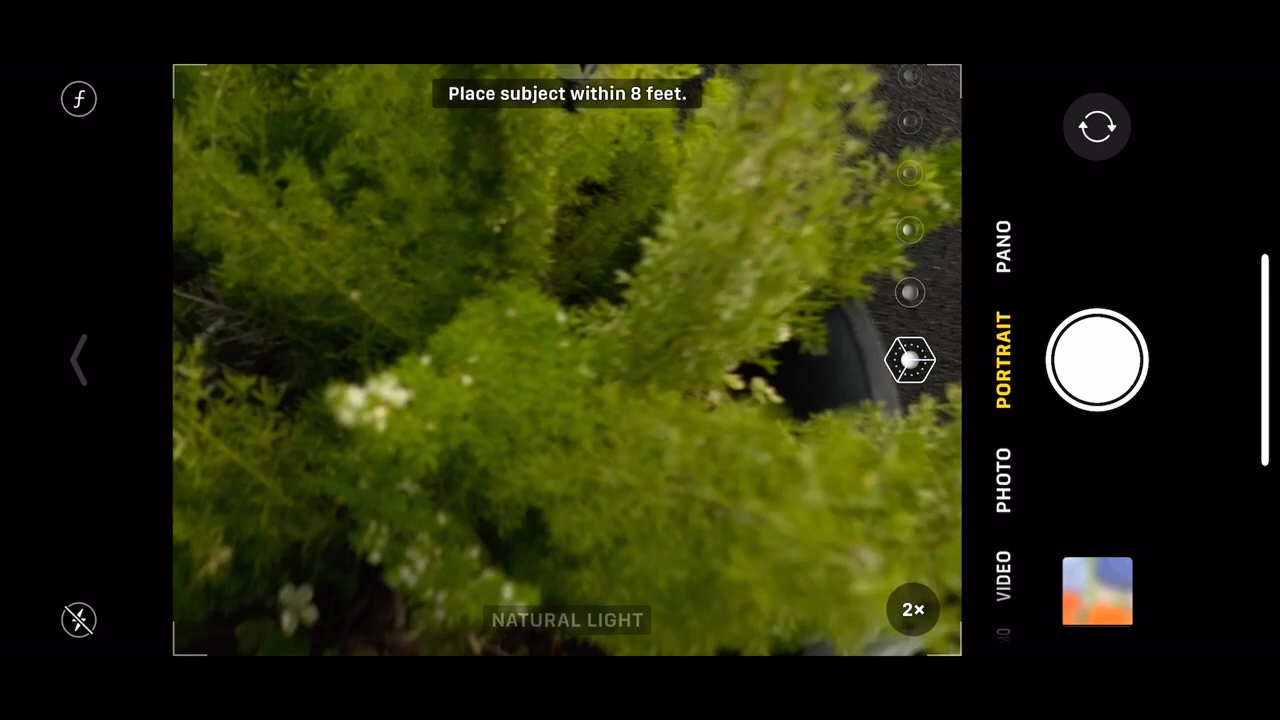 f
Place subject within 8 feet.
PANO
PORTRAIT
PHOTO
VIDEO
NATURAL LIGHT
2×